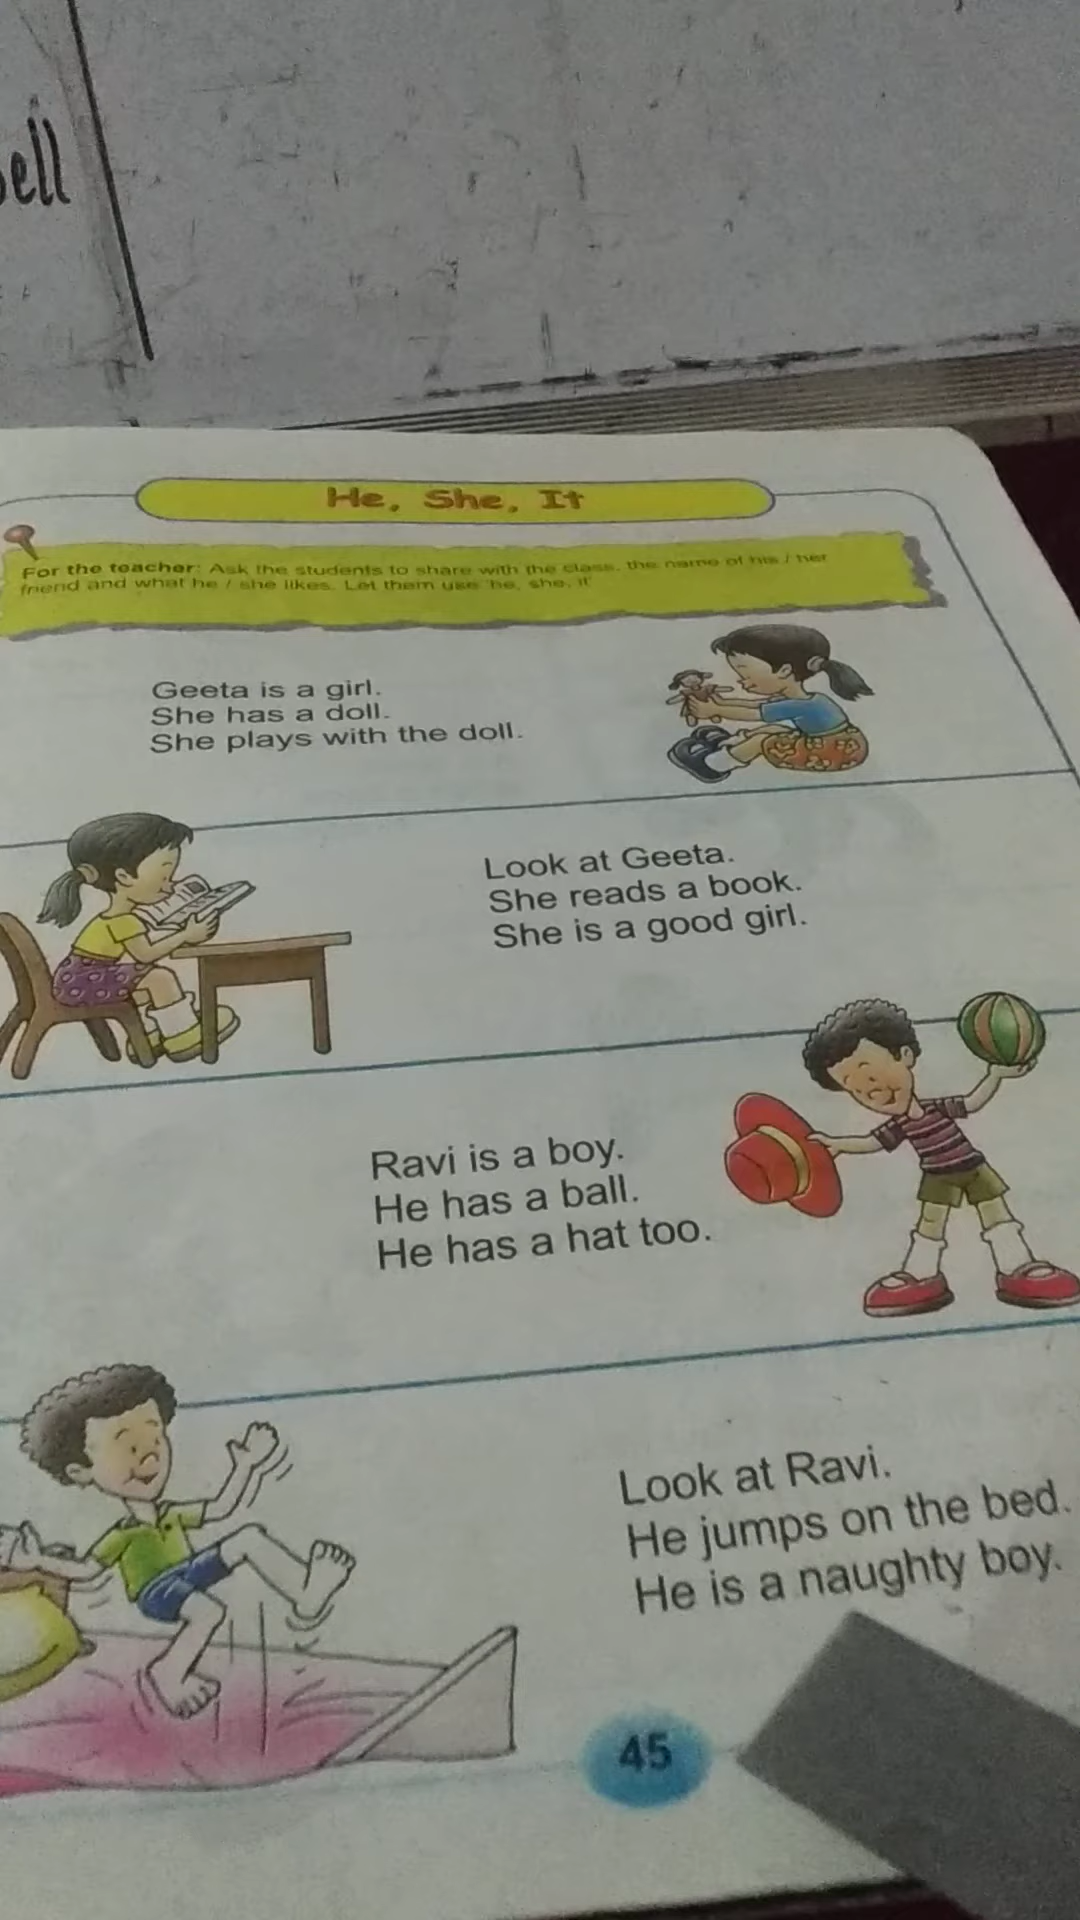 ell
He, She, It
For the teacher: Ask the students to share with the class, the name of his / her
friend and what he / she likes. Let them use 'he, she, it'
Geeta is a girl.
She has a doll.
She plays with the doll.
Look at Geeta.
She reads a book.
She is a good girl.
Ravi is a boy.
He has a ball.
He has a hat too.
Look at Ravi.
He jumps on the bed.
He is a naughty boy.
45